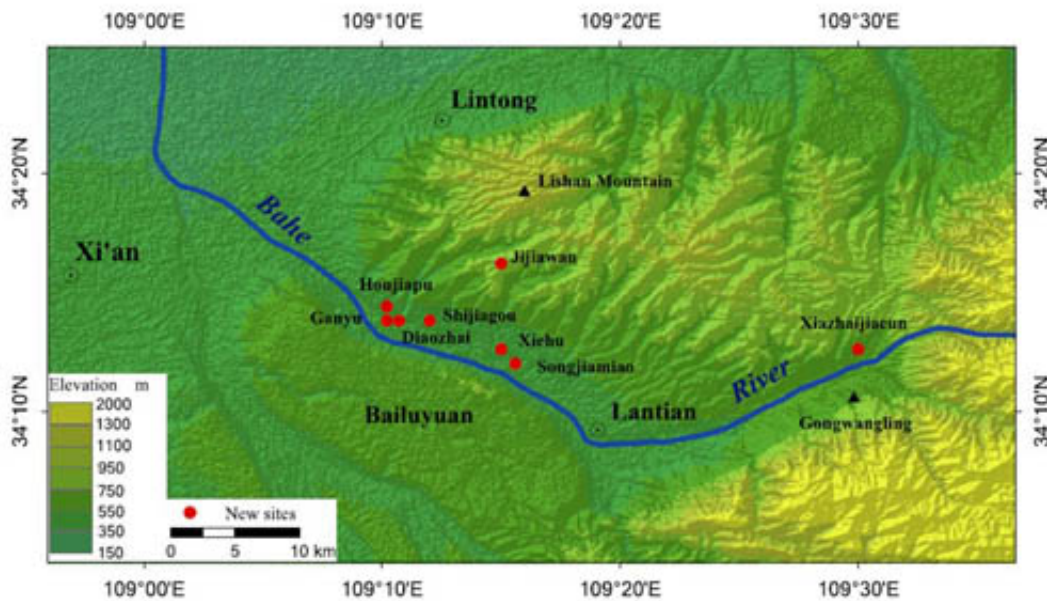 109°00'E 109°10'E 109°20'E 109°30'E
34°20'N
34°20'N
Lintong
Lishan Mountain
Bahe
Xi'an
Jijiawan
Houjiapu
Ganyu
Shijiagou
Diaozhai
Xiehu
Xiazhaijiacun
Songjiamian
River
Elevation m
2000
1300
1100
950
750
550
350
150
Bailuyuan
Lantian
Gongwangling
34°10'N
34°10'N
New sites
0 5 10 km
109°00'E 109°10'E 109°20'E 109°30'E